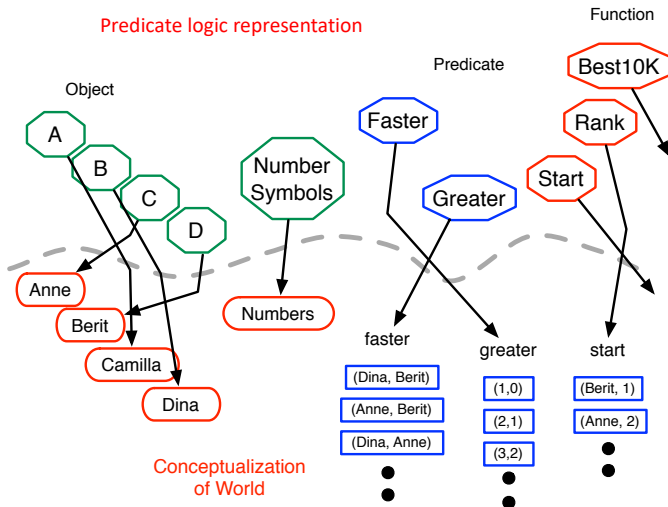 Predicate logic representation
Function
Object
Predicate
Best10K
A
Faster
Rank
B
Number
Symbols
C
Start
Greater
D
Anne
Berit
Numbers
Camilla
faster
greater
start
Dina
(Dina, Berit)
(1,0)
(Berit, 1)
(Anne, Berit)
(2,1)
(Anne, 2)
(Dina, Anne)
(3,2)
Conceptualization
of World